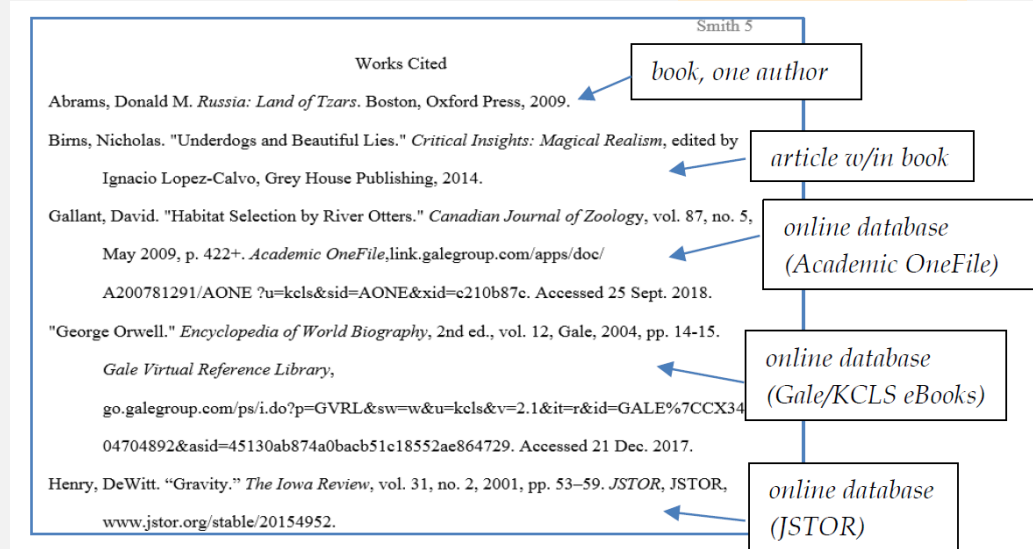 Smith 5
Works Cited
book, one author
Abrams, Donald M. Russia: Land of Tzars. Boston, Oxford Press, 2009.
Birns, Nicholas. "Underdogs and Beautiful Lies." Critical Insights: Magical Realism, edited by
Ignacio Lopez-Calvo, Grey House Publishing, 2014.
article w/in book
Gallant, David. "Habitat Selection by River Otters." Canadian Journal of Zoology, vol. 87, no. 5,
May 2009, p. 422+. Academic OneFile,link.galegroup.com/apps/doc/
A200781291/AONE ?u=kcls&sid=AONE&xid=c210b87c. Accessed 25 Sept. 2018.
online database
(Academic OneFile)
"George Orwell." Encyclopedia of World Biography, 2nd ed., vol. 12, Gale, 2004, pp. 14-15.
Gale Virtual Reference Library,
go.galegroup.com/ps/i.do?p=GVRL&sw=w&u=kcls&v=2.1&it=r&id=GALE%7CCX34
04704892&asid=45130ab874a0bacb51c18552ae864729. Accessed 21 Dec. 2017.
online database
(Gale/KCLS eBooks)
Henry, DeWitt. “Gravity.” The Iowa Review, vol. 31, no. 2, 2001, pp. 53–59. JSTOR, JSTOR,
www.jstor.org/stable/20154952.
online database
(JSTOR)